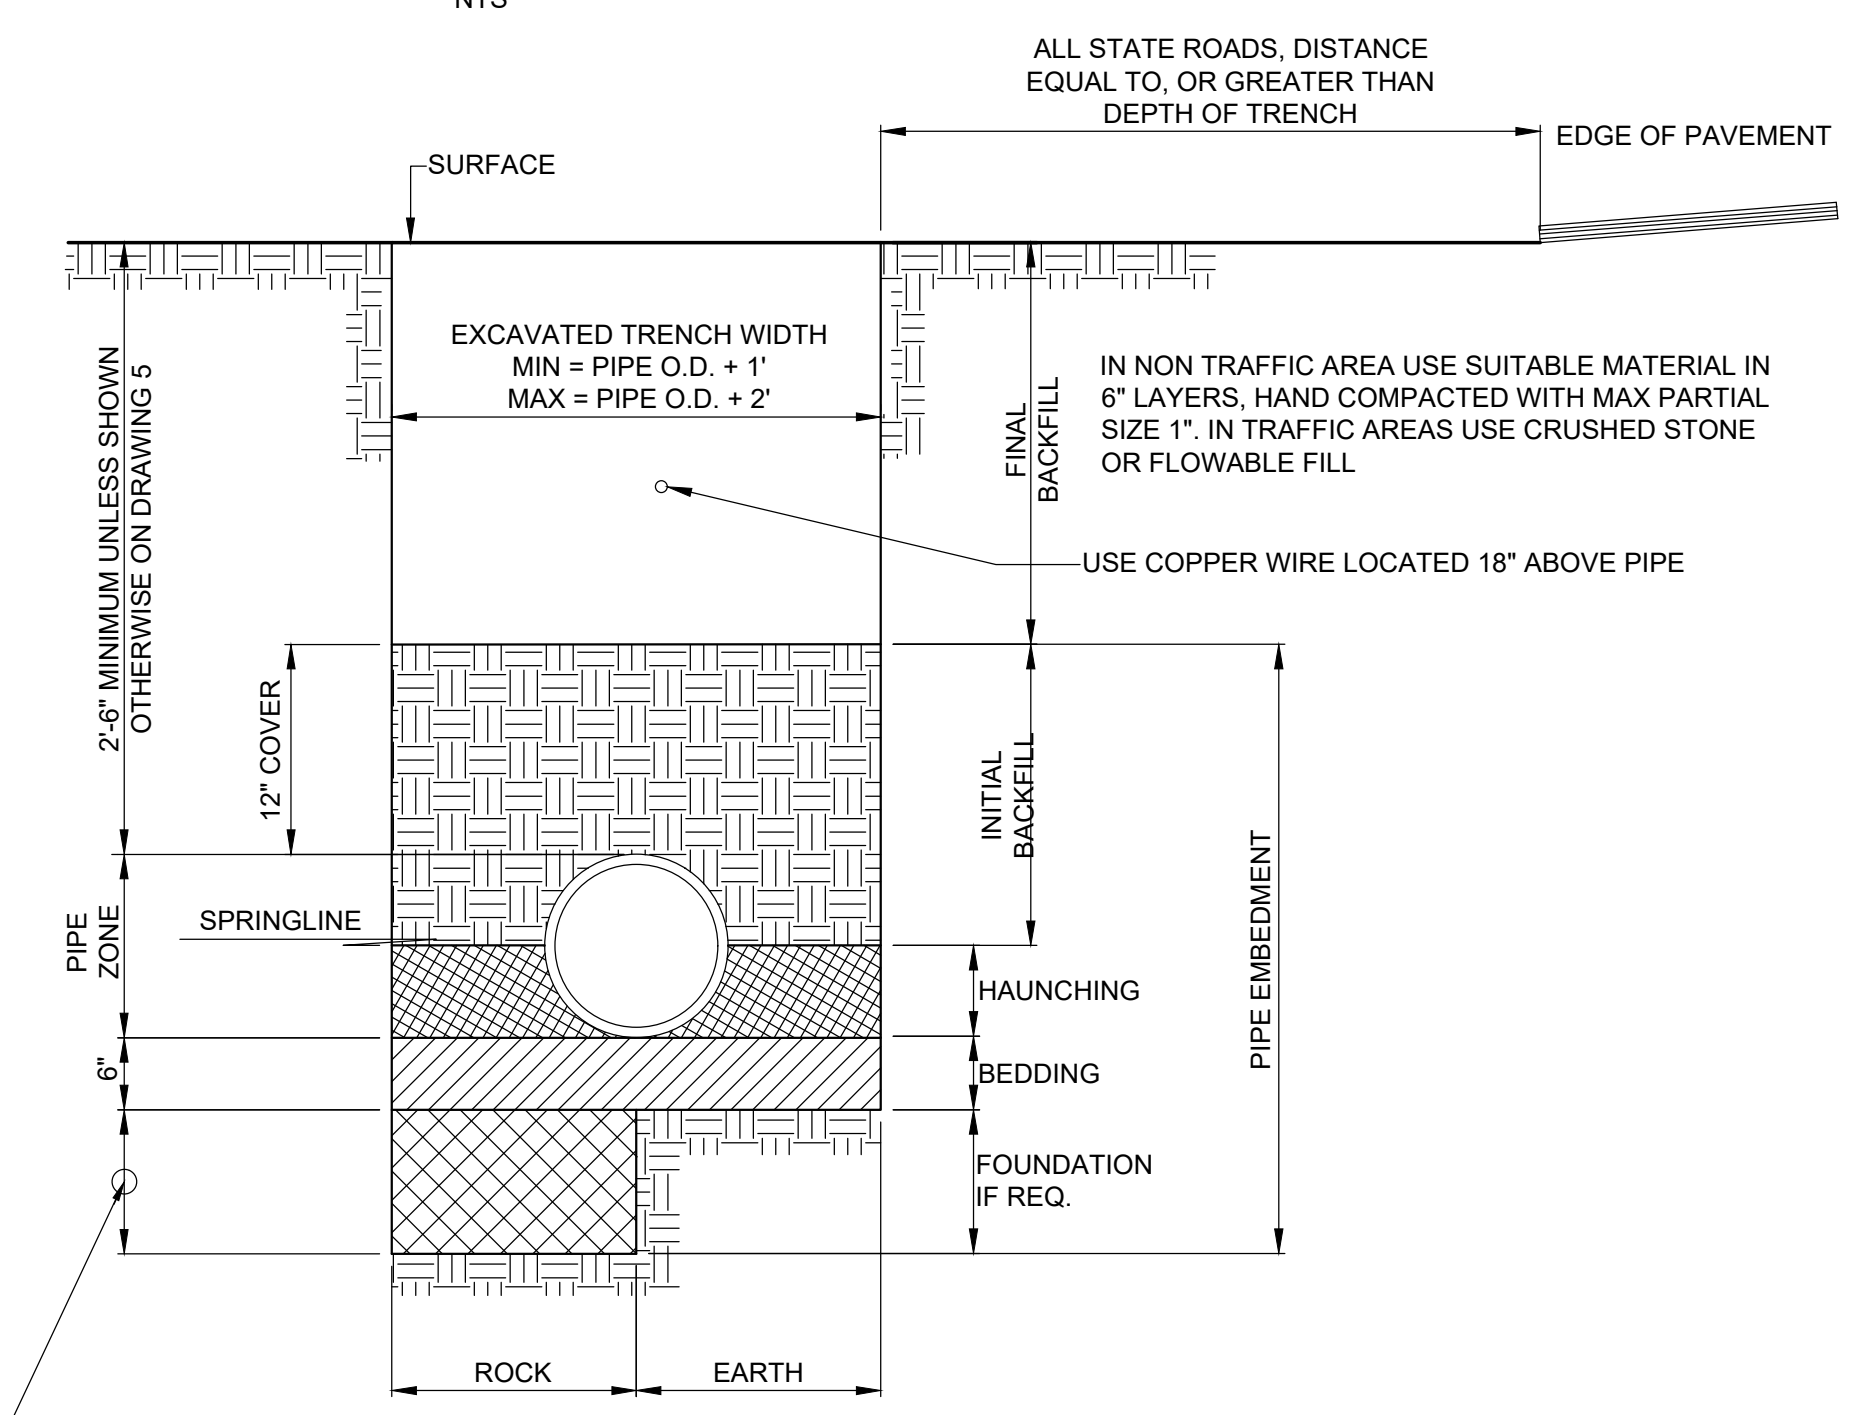 NTS
ALL STATE ROADS, DISTANCE
EQUAL TO, OR GREATER THAN
DEPTH OF TRENCH
EDGE OF PAVEMENT
SURFACE
EXCAVATED TRENCH WIDTH
MIN = PIPE O.D. + 1'
MAX = PIPE O.D. + 2'
2'-6" MINIMUM UNLESS SHOWN
OTHERWISE ON DRAWING 5
FINAL
BACKFILL
IN NON TRAFFIC AREA USE SUITABLE MATERIAL IN
6" LAYERS, HAND COMPACTED WITH MAX PARTIAL
SIZE 1". IN TRAFFIC AREAS USE CRUSHED STONE
OR FLOWABLE FILL
USE COPPER WIRE LOCATED 18" ABOVE PIPE
12" COVER
INITIAL
BACKFILL
PIPE EMBEDMENT
PIPE
ZONE
SPRINGLINE
HAUNCHING
6"
BEDDING
FOUNDATION
IF REQ.
ROCK
EARTH